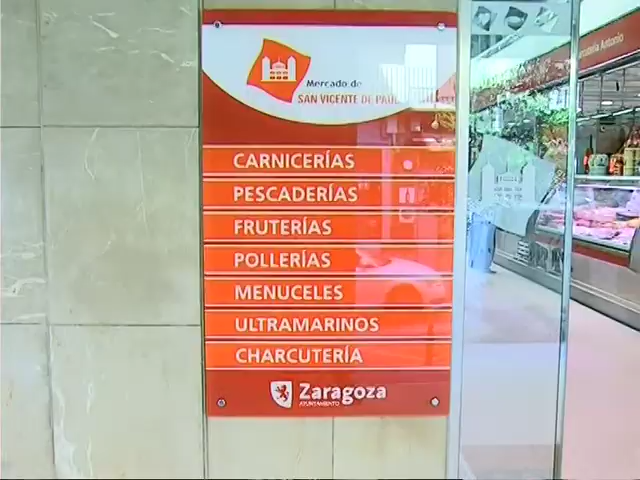 Mercado de
SAN VICENTE DE PAUL
CARNICERÍAS
PESCADERÍAS
FRUTERÍAS
POLLERÍAS
MENUCELES
ULTRAMARINOS
CHARCUTERÍA
Zaragoza
AYUNTAMIENTO
Antonio